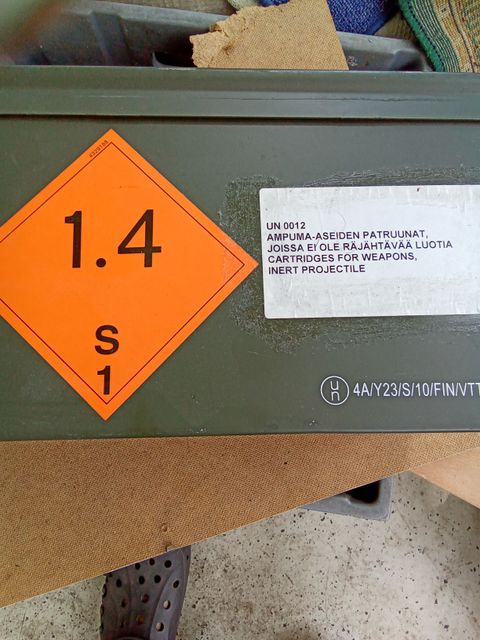 1.4
S
1
UN 0012
AMPUMA-ASEIDEN PATRUUNAT,
JOISSA EI OLE RÄJÄHTÄVÄÄ LUOTIA
CARTRIDGES FOR WEAPONS,
INERT PROJECTILE
un 4A/Y23/S/10/FIN/VTT